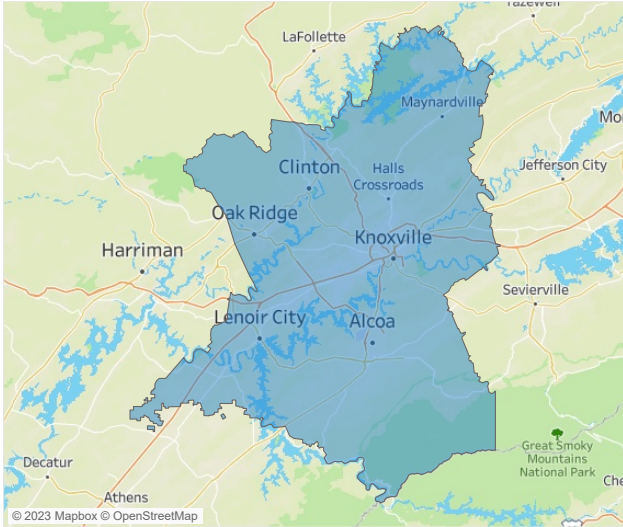 Tazewell
LaFollette
Maynardville
Mo
Clinton
Halls
Crossroads
Jefferson City
Oak Ridge
Knoxville
Harriman
Sevierville
Lenoir City
Alcoa
Great Smoky
Mountains
National Park
Decatur
Che
Athens
© 2023 Mapbox © OpenStreetMap